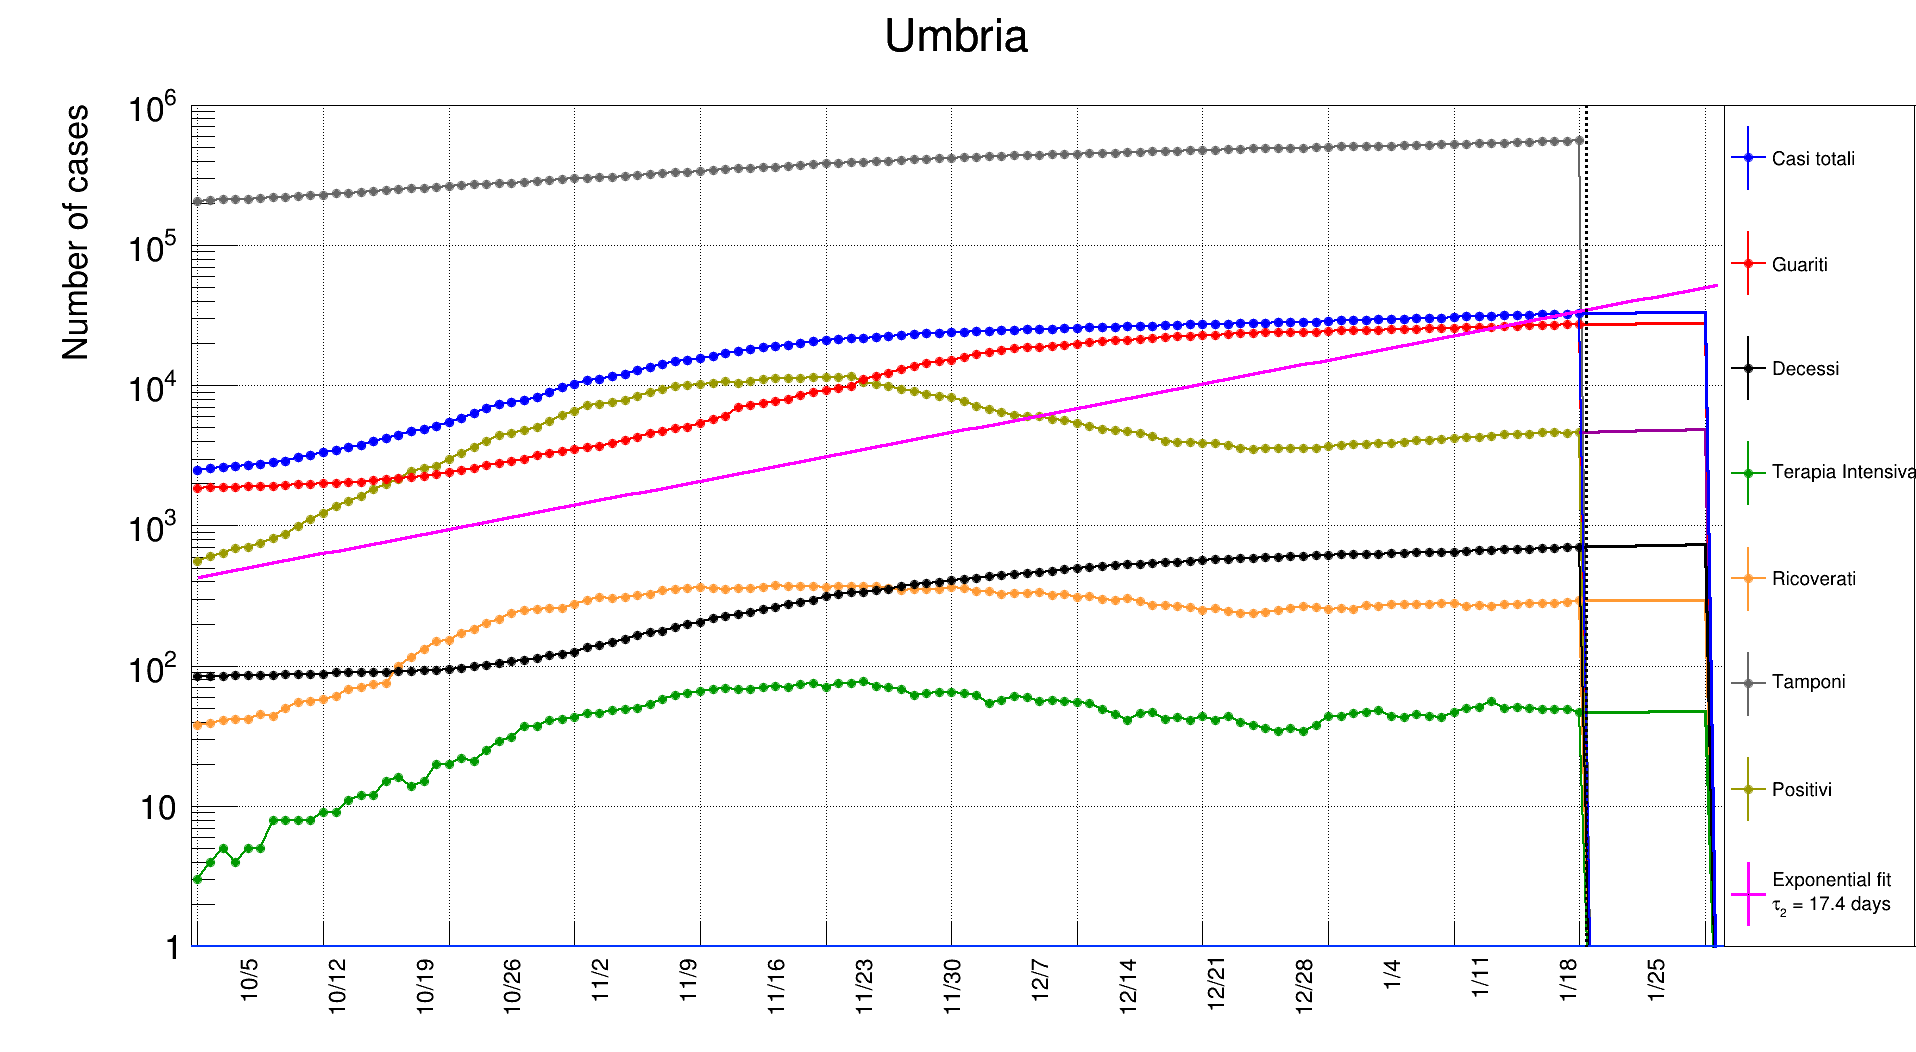 Umbria
Number of cases
10^6
10^5
10^4
10^3
10^2
10
1
10/5
10/12
10/19
10/26
11/2
11/9
11/16
11/23
11/30
12/7
12/14
12/21
12/28
1/4
1/11
1/18
1/25
Casi totali
Guariti
Decessi
Terapia Intensiva
Ricoverati
Tamponi
Positivi
Exponential fit
τ₂ = 17.4 days